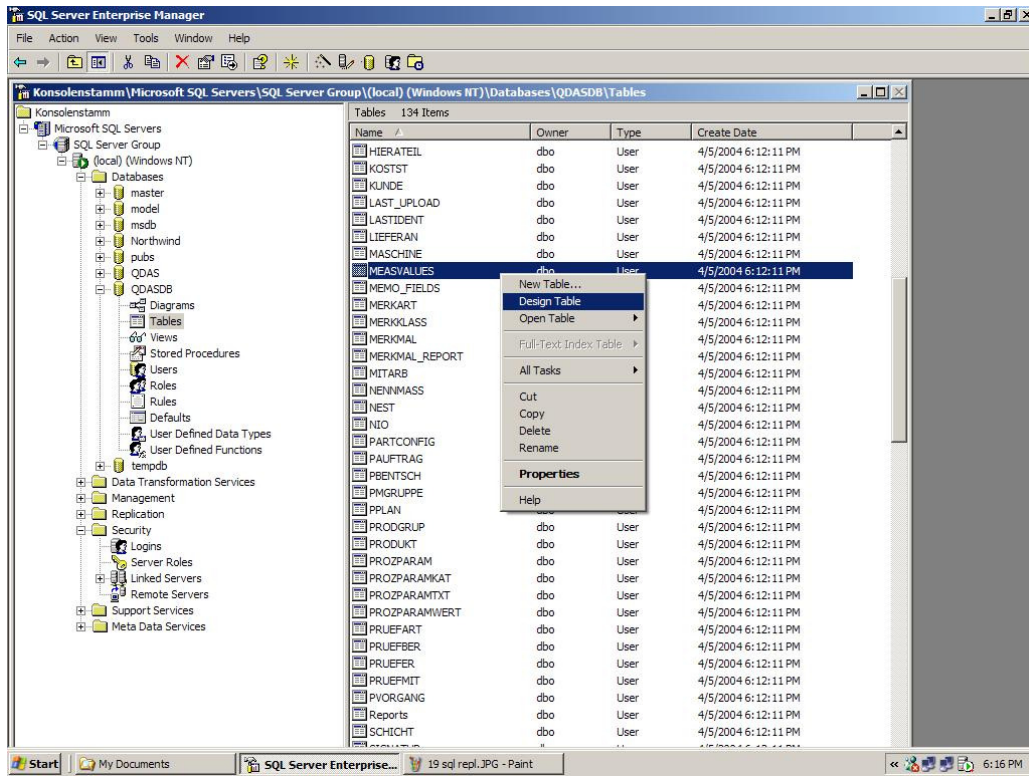 SQL Server Enterprise Manager
File Action View Tools Window Help
Konsolenstamm\Microsoft SQL Servers\SQL Server Group\(local) (Windows NT)\Databases\QDASDB\Tables
Konsolenstamm
Microsoft SQL Servers
SQL Server Group
(local) (Windows NT)
Databases
master
model
msdb
Northwind
pubs
QDAS
QDASDB
Diagrams
Tables
Views
Stored Procedures
Users
Roles
Rules
Defaults
User Defined Data Types
User Defined Functions
tempdb
Data Transformation Services
Management
Replication
Security
Logins
Server Roles
Linked Servers
Remote Servers
Support Services
Meta Data Services
Tables 134 Items
Name Owner Type Create Date
HIERATEIL dbo User 4/5/2004 6:12:11 PM
KOSTST dbo User 4/5/2004 6:12:11 PM
KUNDE dbo User 4/5/2004 6:12:11 PM
LAST_UPLOAD dbo User 4/5/2004 6:12:11 PM
LASTIDENT dbo User 4/5/2004 6:12:11 PM
LIEFERAN dbo User 4/5/2004 6:12:11 PM
MASCHINE dbo User 4/5/2004 6:12:11 PM
MEASVALUES dbo User 4/5/2004 6:12:11 PM
MEMO_FIELDS 4/5/2004 6:12:11 PM
MERKART 4/5/2004 6:12:11 PM
MERKKLASS 4/5/2004 6:12:11 PM
MERKMAL 4/5/2004 6:12:11 PM
MERKMAL_REPORT 4/5/2004 6:12:11 PM
MITARB 4/5/2004 6:12:11 PM
NENNMASS 4/5/2004 6:12:11 PM
NEST 4/5/2004 6:12:11 PM
NIO 4/5/2004 6:12:11 PM
PARTCONFIG 4/5/2004 6:12:11 PM
PAUFTRAG 4/5/2004 6:12:11 PM
PBENTSCH 4/5/2004 6:12:11 PM
PMGRUPPE 4/5/2004 6:12:11 PM
PPLAN 4/5/2004 6:12:11 PM
PRODGRUP dbo User 4/5/2004 6:12:11 PM
PRODUKT dbo User 4/5/2004 6:12:11 PM
PROZPARAM dbo User 4/5/2004 6:12:11 PM
PROZPARAMKAT dbo User 4/5/2004 6:12:11 PM
PROZPARAMTXT dbo User 4/5/2004 6:12:11 PM
PROZPARAMWERT dbo User 4/5/2004 6:12:11 PM
PRUEFART dbo User 4/5/2004 6:12:11 PM
PRUEFBER dbo User 4/5/2004 6:12:11 PM
PRUEFER dbo User 4/5/2004 6:12:11 PM
PRUEFMIT dbo User 4/5/2004 6:12:11 PM
PVORGANG dbo User 4/5/2004 6:12:11 PM
Reports dbo User 4/5/2004 6:12:11 PM
SCHICHT dbo User 4/5/2004 6:12:11 PM
New Table...
Design Table
Open Table
Full-Text Index Table
All Tasks
Cut
Copy
Delete
Rename
Properties
Help
Start My Documents SQL Server Enterprise... 19 sql repl.JPG - Paint « 6:16 PM